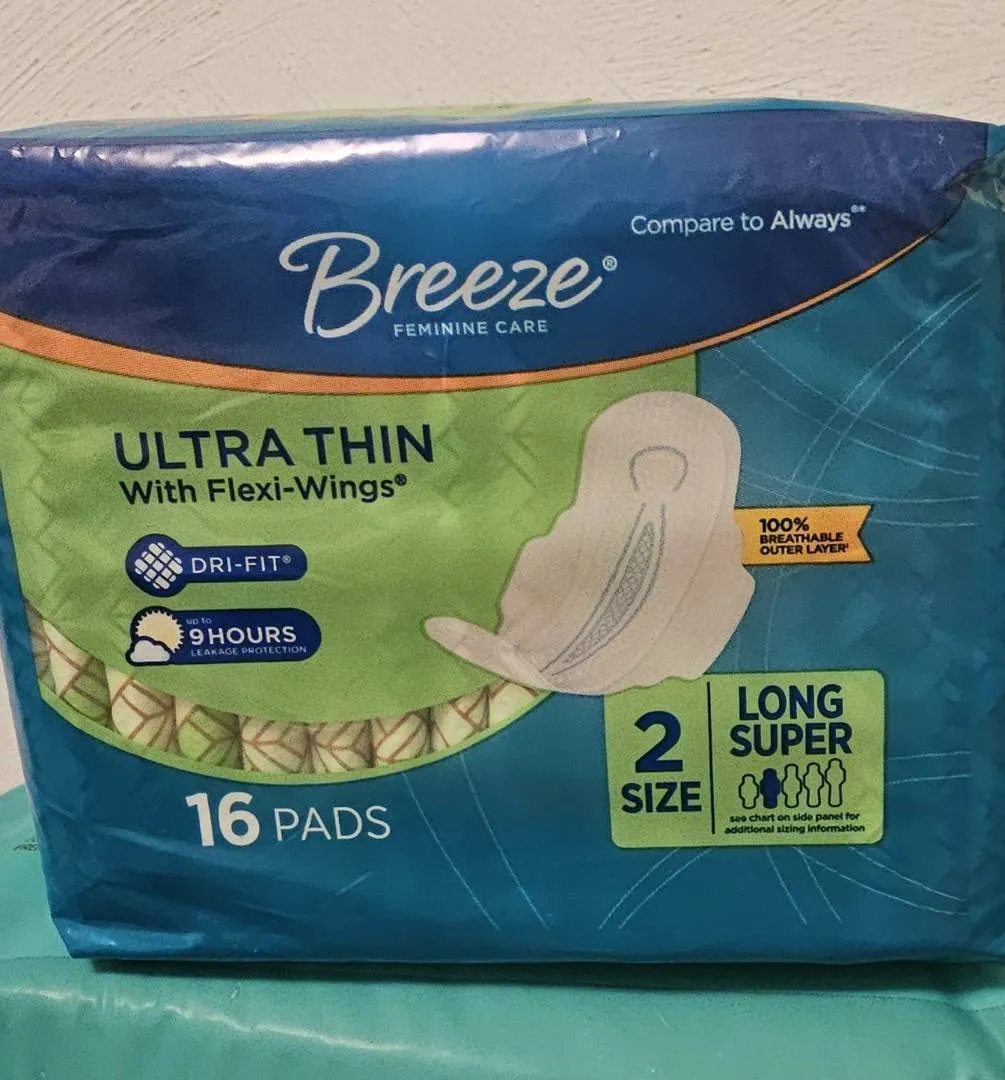 Compare to Always®*
Breeze®
FEMININE CARE
ULTRA THIN
With Flexi-Wings®
DRI-FIT®
up to
9 HOURS
LEAKAGE PROTECTION
100%
BREATHABLE
OUTER LAYER†
2
SIZE
LONG
SUPER
see chart on side panel for
additional sizing information
16 PADS